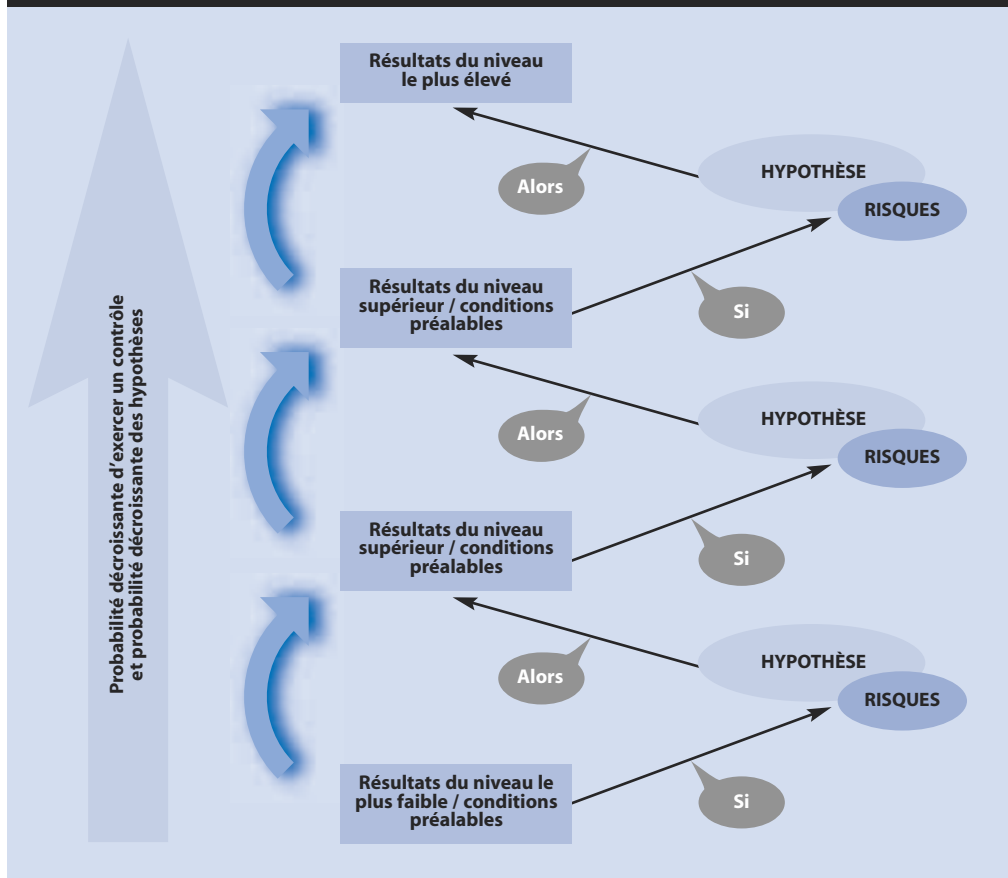 Résultats du niveau
le plus élevé
HYPOTHÈSE
Alors
RISQUES
Résultats du niveau
supérieur / conditions
préalables
Si
HYPOTHÈSE
Alors
RISQUES
Résultats du niveau
supérieur / conditions
préalables
Si
HYPOTHÈSE
Alors
RISQUES
Résultats du niveau le
plus faible / conditions
préalables
Si
Probabilité décroissante d'exercer un contrôle
et probabilité décroissante des hypothèses